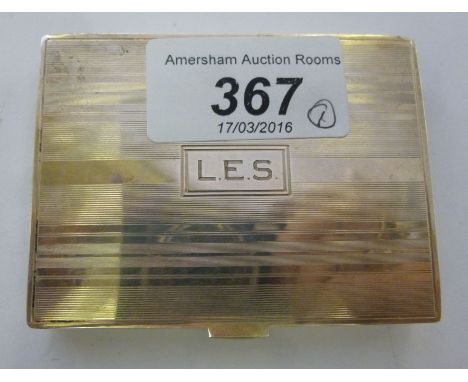 Amersham Auction Rooms
367
17/03/2016
L.E.S.